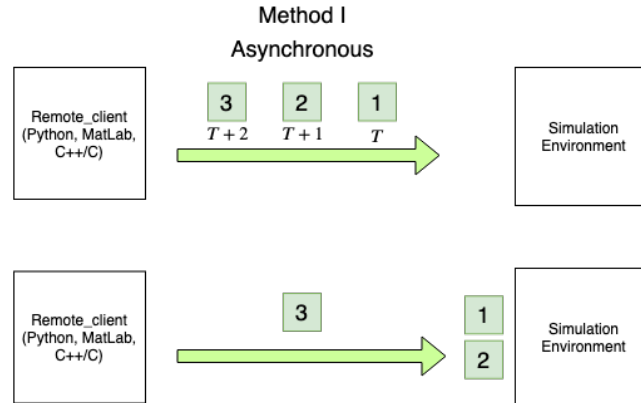 Method I
Asynchronous
Remote_client
(Python, MatLab,
C++/C)
3
2
1
T + 2
T + 1
T
Simulation
Environment
Remote_client
(Python, MatLab,
C++/C)
3
1
2
Simulation
Environment